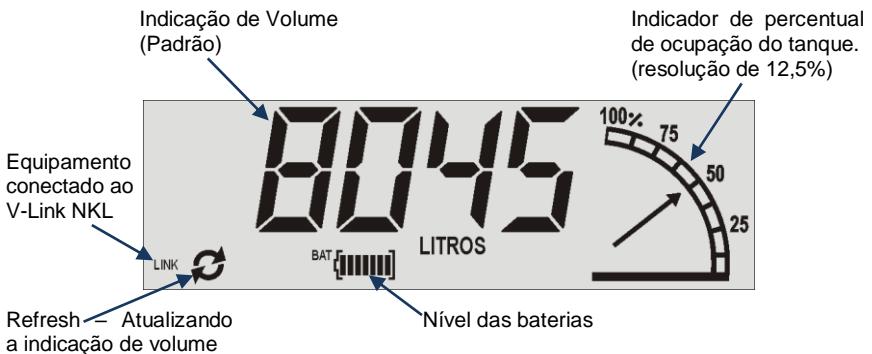 Indicação de Volume
(Padrão)
Indicador de percentual
de ocupação do tanque.
(resolução de 12,5%)
8045
100%
75
50
25
Equipamento
conectado ao
V-Link NKL
LITROS
BAT
LINK
Refresh – Atualizando
a indicação de volume
Nível das baterias